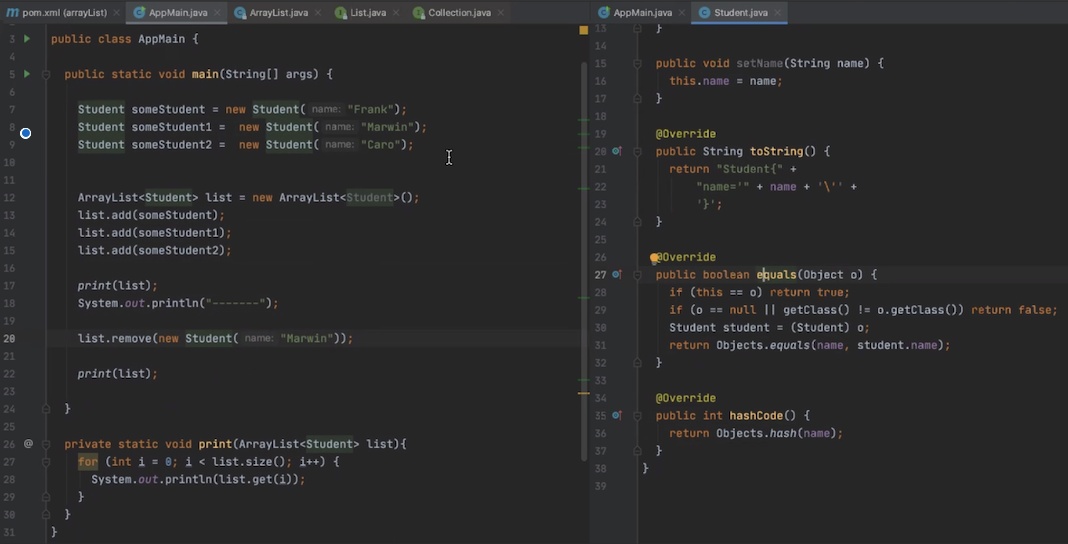 pom.xml (arrayList) AppMain.java ArrayList.java List.java Collection.java
3 public class AppMain {
4
5 public static void main(String[] args) {
6
7 Student someStudent = new Student( name: "Frank");
8 Student someStudent1 =  new Student( name: "Marwin");
9 Student someStudent2 =  new Student( name: "Caro");
10
11
12 ArrayList<Student> list = new ArrayList<Student>();
13 list.add(someStudent);
14 list.add(someStudent1);
15 list.add(someStudent2);
16
17 print(list);
18 System.out.println("-------");
19
20 list.remove(new Student( name: "Marwin"));
21
22 print(list);
23
24 }
25
26 @ private static void print(ArrayList<Student> list){
27 for (int i = 0; i < list.size(); i++) {
28 System.out.println(list.get(i));
29 }
30 }
31 }
AppMain.java Student.java
13 }
14
15 public void setName(String name) {
16 this.name = name;
17 }
18
19 @Override
20 public String toString() {
21 return "Student{" +
22 "name='" + name + '\'' +
23 '}';
24 }
25
26 @Override
27 public boolean equals(Object o) {
28 if (this == o) return true;
29 if (o == null || getClass() != o.getClass()) return false;
30 Student student = (Student) o;
31 return Objects.equals(name, student.name);
32 }
33
34 @Override
35 public int hashCode() {
36 return Objects.hash(name);
37 }
38 }
39